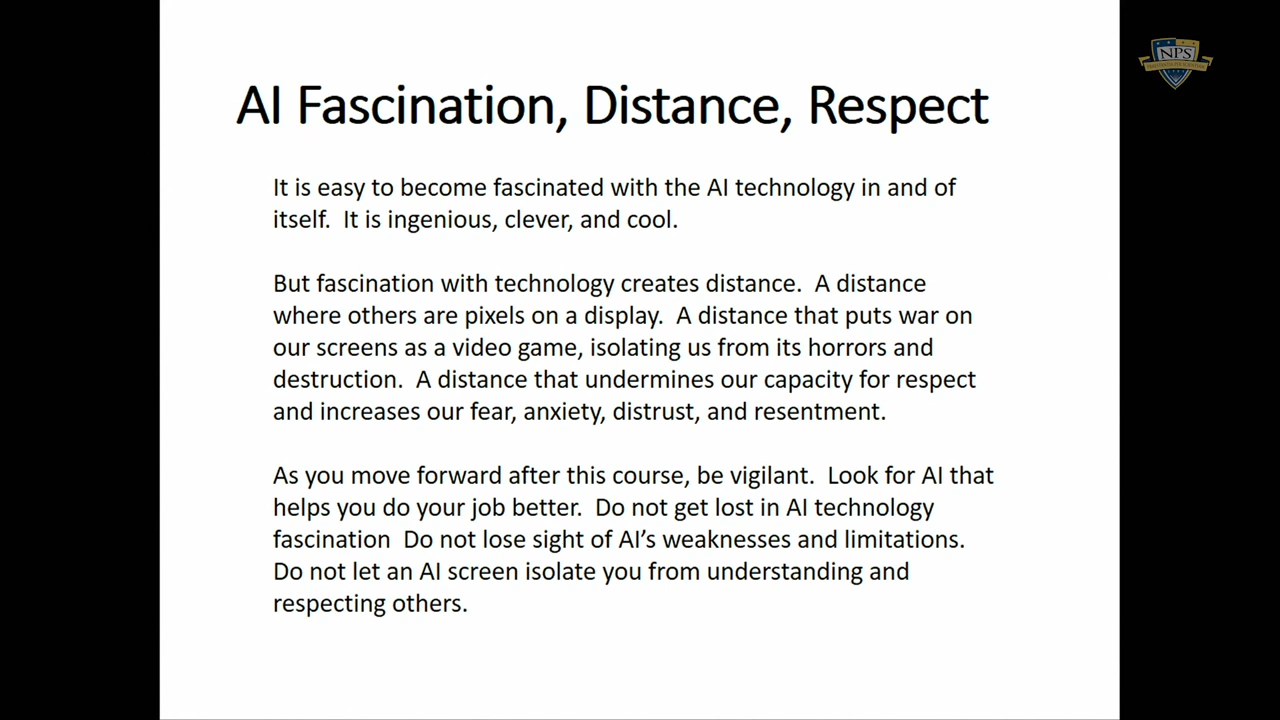 NPS
AI Fascination, Distance, Respect
It is easy to become fascinated with the AI technology in and of
itself.  It is ingenious, clever, and cool.
But fascination with technology creates distance.  A distance
where others are pixels on a display.  A distance that puts war on
our screens as a video game, isolating us from its horrors and
destruction.  A distance that undermines our capacity for respect
and increases our fear, anxiety, distrust, and resentment.
As you move forward after this course, be vigilant.  Look for AI that
helps you do your job better.  Do not get lost in AI technology
fascination  Do not lose sight of AI’s weaknesses and limitations.
Do not let an AI screen isolate you from understanding and
respecting others.